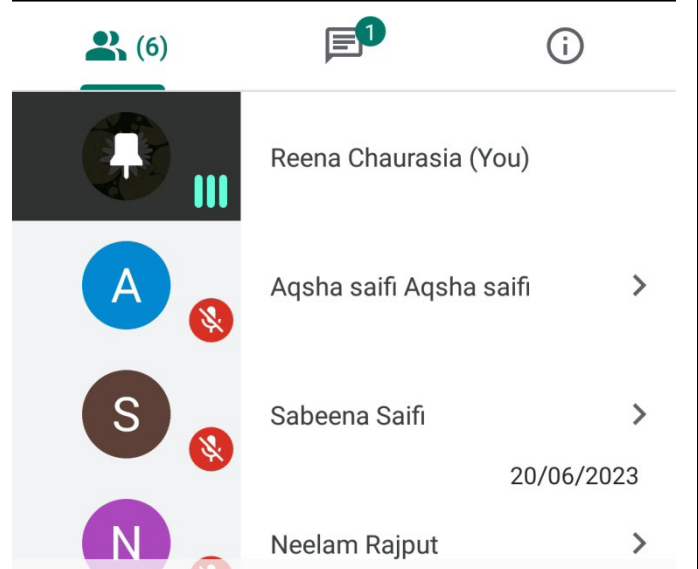 (6) 1
Reena Chaurasia (You)
A Aqsha saifi Aqsha saifi
S Sabeena Saifi
20/06/2023
N Neelam Rajput